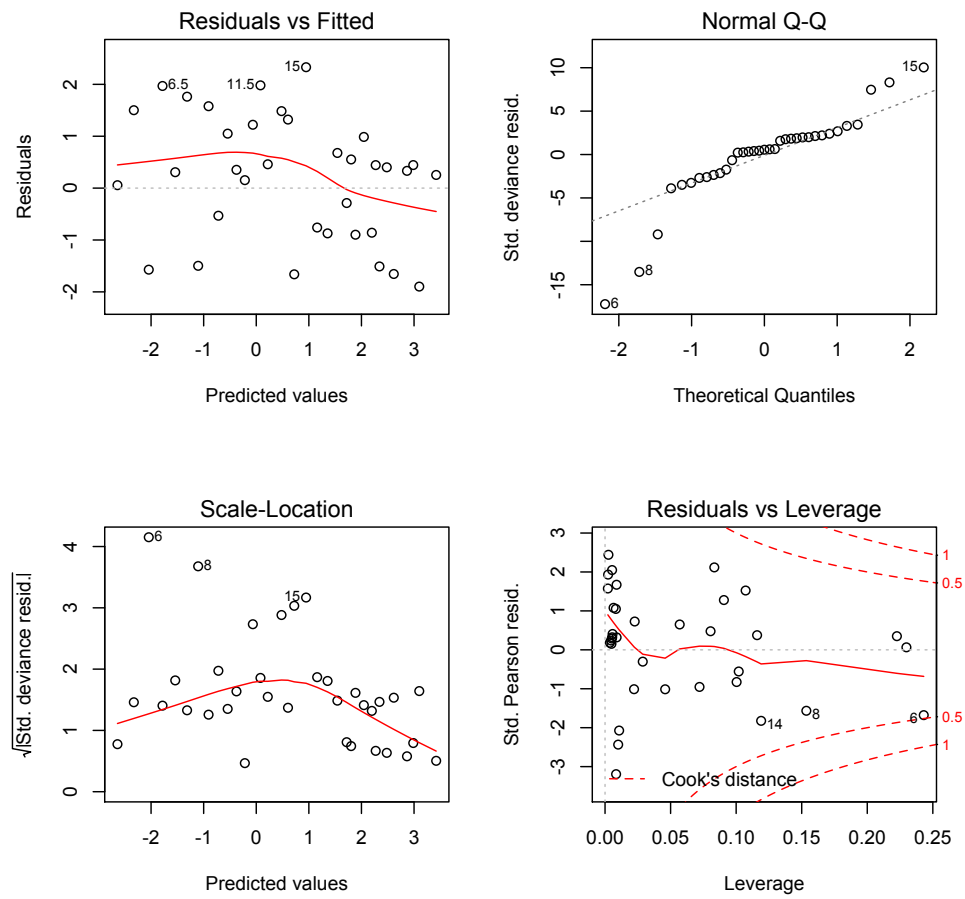 Residuals vs Fitted
Residuals
-2 -1 0 1 2
6.5 11.5 15
-2 -1 0 1 2 3
Predicted values
Normal Q-Q
Std. deviance resid.
-15 -5 0 5 10
15
8
6
-2 -1 0 1 2
Theoretical Quantiles
Scale-Location
√|Std. deviance resid.|
0 1 2 3 4
6
8
15
-2 -1 0 1 2 3
Predicted values
Residuals vs Leverage
Std. Pearson resid.
-3 -2 -1 0 1 2 3
1
0.5
14
8
6
0.5
1
Cook's distance
0.00 0.05 0.10 0.15 0.20 0.25
Leverage